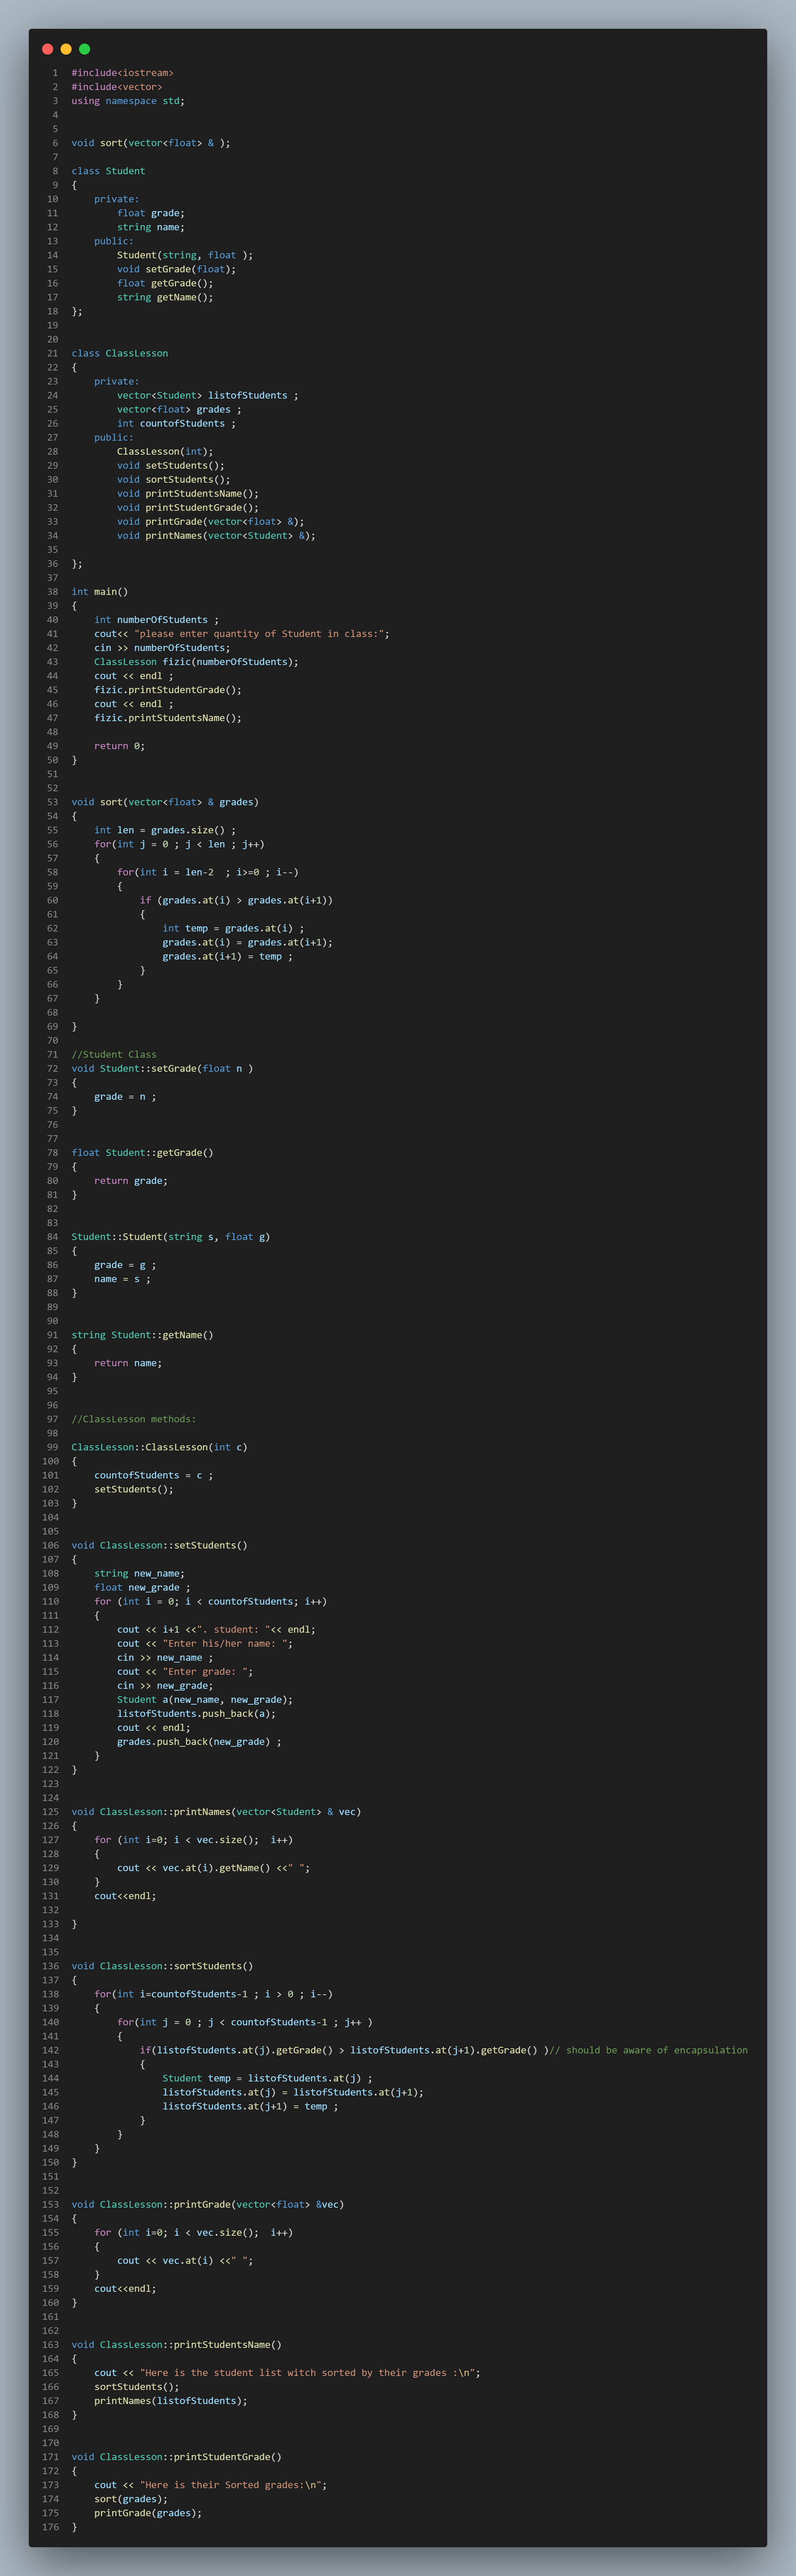 1 #include<iostream>
2 #include<vector>
3 using namespace std;
4
5
6 void sort(vector<float> & );
7
8 class Student
9 {
10     private:
11         float grade;
12         string name;
13     public:
14         Student(string, float );
15         void setGrade(float);
16         float getGrade();
17         string getName();
18 };
19
20
21 class ClassLesson
22 {
23     private:
24         vector<Student> listofStudents ;
25         vector<float> grades ;
26         int countofStudents ;
27     public:
28         ClassLesson(int);
29         void setStudents();
30         void sortStudents();
31         void printStudentsName();
32         void printStudentGrade();
33         void printGrade(vector<float> &);
34         void printNames(vector<Student> &);
35
36 };
37
38 int main()
39 {
40     int numberOfStudents ;
41     cout<< "please enter quantity of Student in class:";
42     cin >> numberOfStudents;
43     ClassLesson fizic(numberOfStudents);
44     cout << endl ;
45     fizic.printStudentGrade();
46     cout << endl ;
47     fizic.printStudentsName();
48
49     return 0;
50 }
51
52
53 void sort(vector<float> & grades)
54 {
55     int len = grades.size() ;
56     for(int j = 0 ; j < len ; j++)
57     {
58         for(int i = len-2  ; i>=0 ; i--)
59         {
60             if (grades.at(i) > grades.at(i+1))
61             {
62                 int temp = grades.at(i) ;
63                 grades.at(i) = grades.at(i+1);
64                 grades.at(i+1) = temp ;
65             }
66         }
67     }
68
69 }
70
71 //Student Class
72 void Student::setGrade(float n )
73 {
74     grade = n ;
75 }
76
77
78 float Student::getGrade()
79 {
80     return grade;
81 }
82
83
84 Student::Student(string s, float g)
85 {
86     grade = g ;
87     name = s ;
88 }
89
90
91 string Student::getName()
92 {
93     return name;
94 }
95
96
97 //ClassLesson methods:
98
99 ClassLesson::ClassLesson(int c)
100 {
101     countofStudents = c ;
102     setStudents();
103 }
104
105
106 void ClassLesson::setStudents()
107 {
108     string new_name;
109     float new_grade ;
110     for (int i = 0; i < countofStudents; i++)
111     {
112         cout << i+1 <<". student: "<< endl;
113         cout << "Enter his/her name: ";
114         cin >> new_name ;
115         cout << "Enter grade: ";
116         cin >> new_grade;
117         Student a(new_name, new_grade);
118         listofStudents.push_back(a);
119         cout << endl;
120         grades.push_back(new_grade) ;
121     }
122 }
123
124
125 void ClassLesson::printNames(vector<Student> & vec)
126 {
127     for (int i=0; i < vec.size();  i++)
128     {
129         cout << vec.at(i).getName() <<" ";
130     }
131     cout<<endl;
132
133 }
134
135
136 void ClassLesson::sortStudents()
137 {
138     for(int i=countofStudents-1 ; i > 0 ; i--)
139     {
140         for(int j = 0 ; j < countofStudents-1 ; j++ )
141         {
142             if(listofStudents.at(j).getGrade() > listofStudents.at(j+1).getGrade() )// should be aware of encapsulation
143             {
144                 Student temp = listofStudents.at(j) ;
145                 listofStudents.at(j) = listofStudents.at(j+1);
146                 listofStudents.at(j+1) = temp ;
147             }
148         }
149     }
150 }
151
152
153 void ClassLesson::printGrade(vector<float> &vec)
154 {
155     for (int i=0; i < vec.size();  i++)
156     {
157         cout << vec.at(i) <<" ";
158     }
159     cout<<endl;
160 }
161
162
163 void ClassLesson::printStudentsName()
164 {
165     cout << "Here is the student list witch sorted by their grades :\n";
166     sortStudents();
167     printNames(listofStudents);
168 }
169
170
171 void ClassLesson::printStudentGrade()
172 {
173     cout << "Here is their Sorted grades:\n";
174     sort(grades);
175     printGrade(grades);
176 }